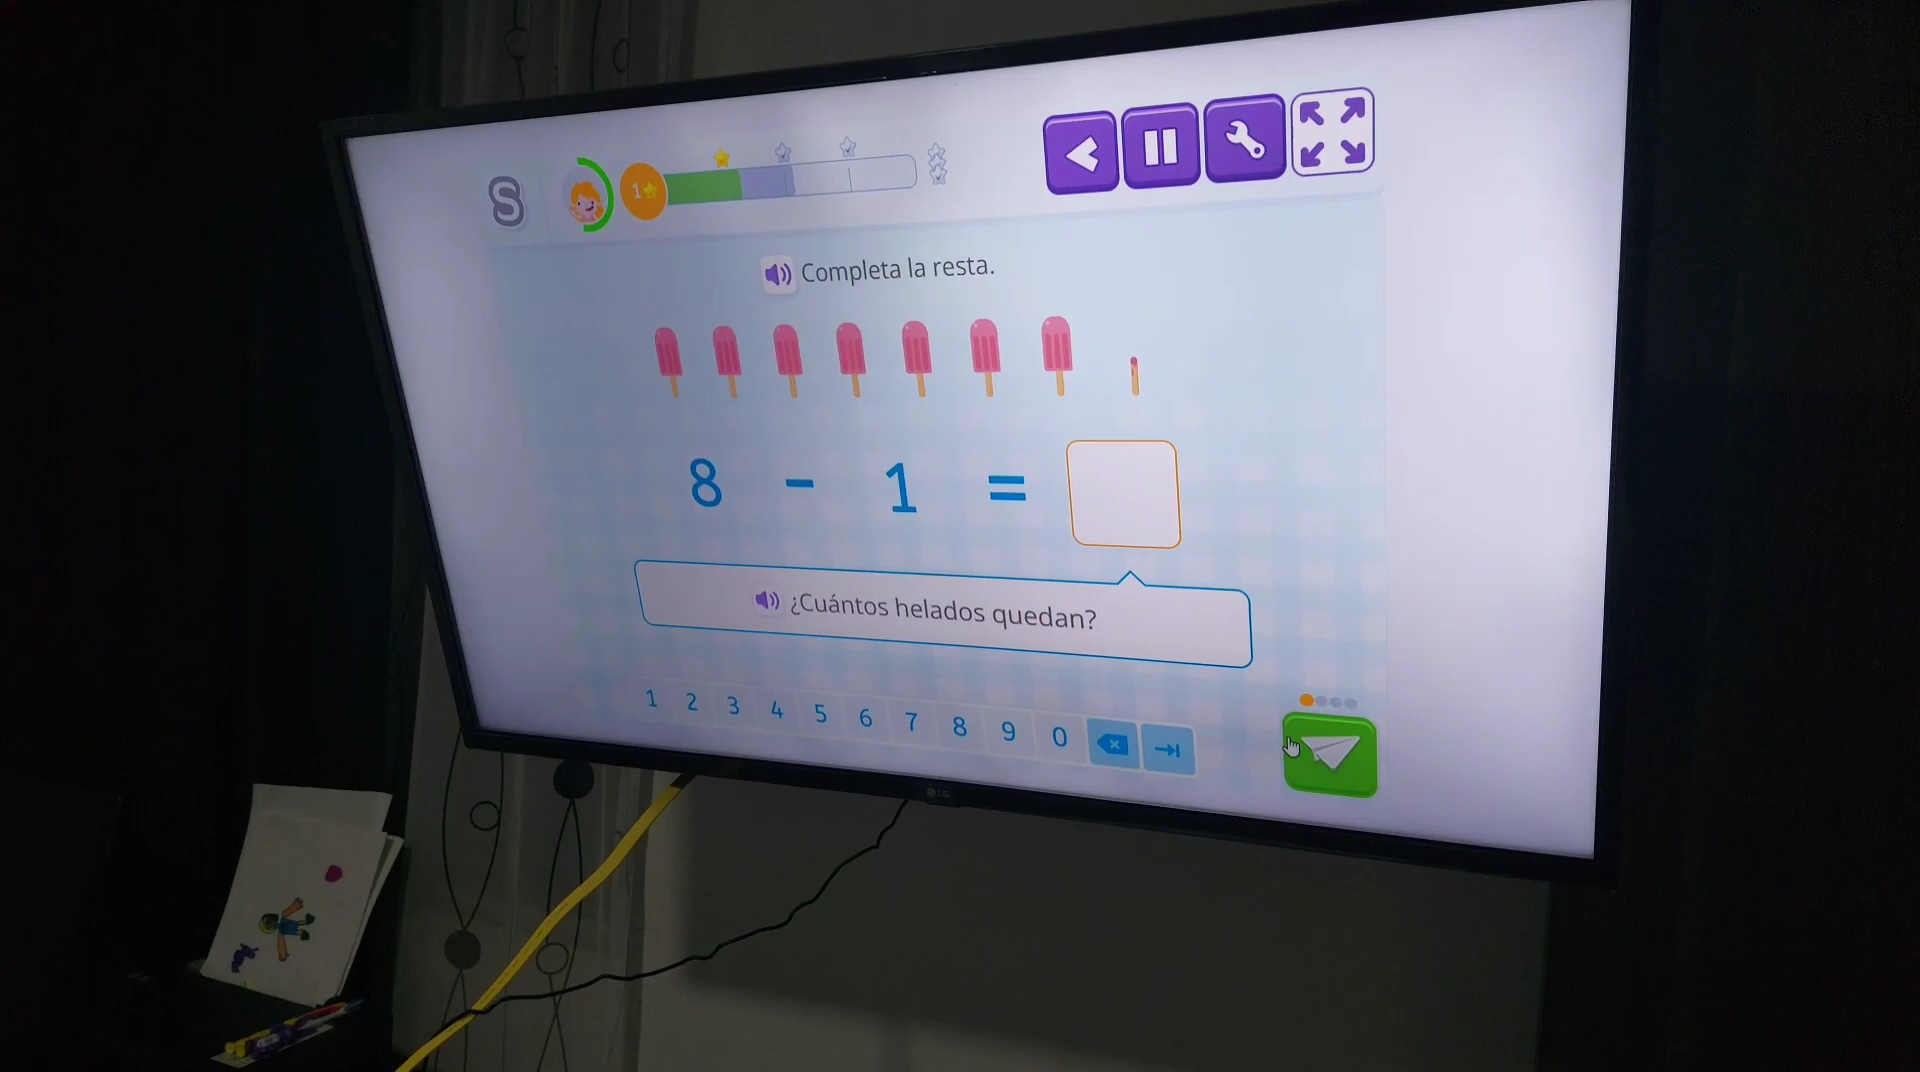 S
1
Completa la resta.
8 - 1 =
¿Cuántos helados quedan?
1 2 3 4 5 6 7 8 9 0
LG